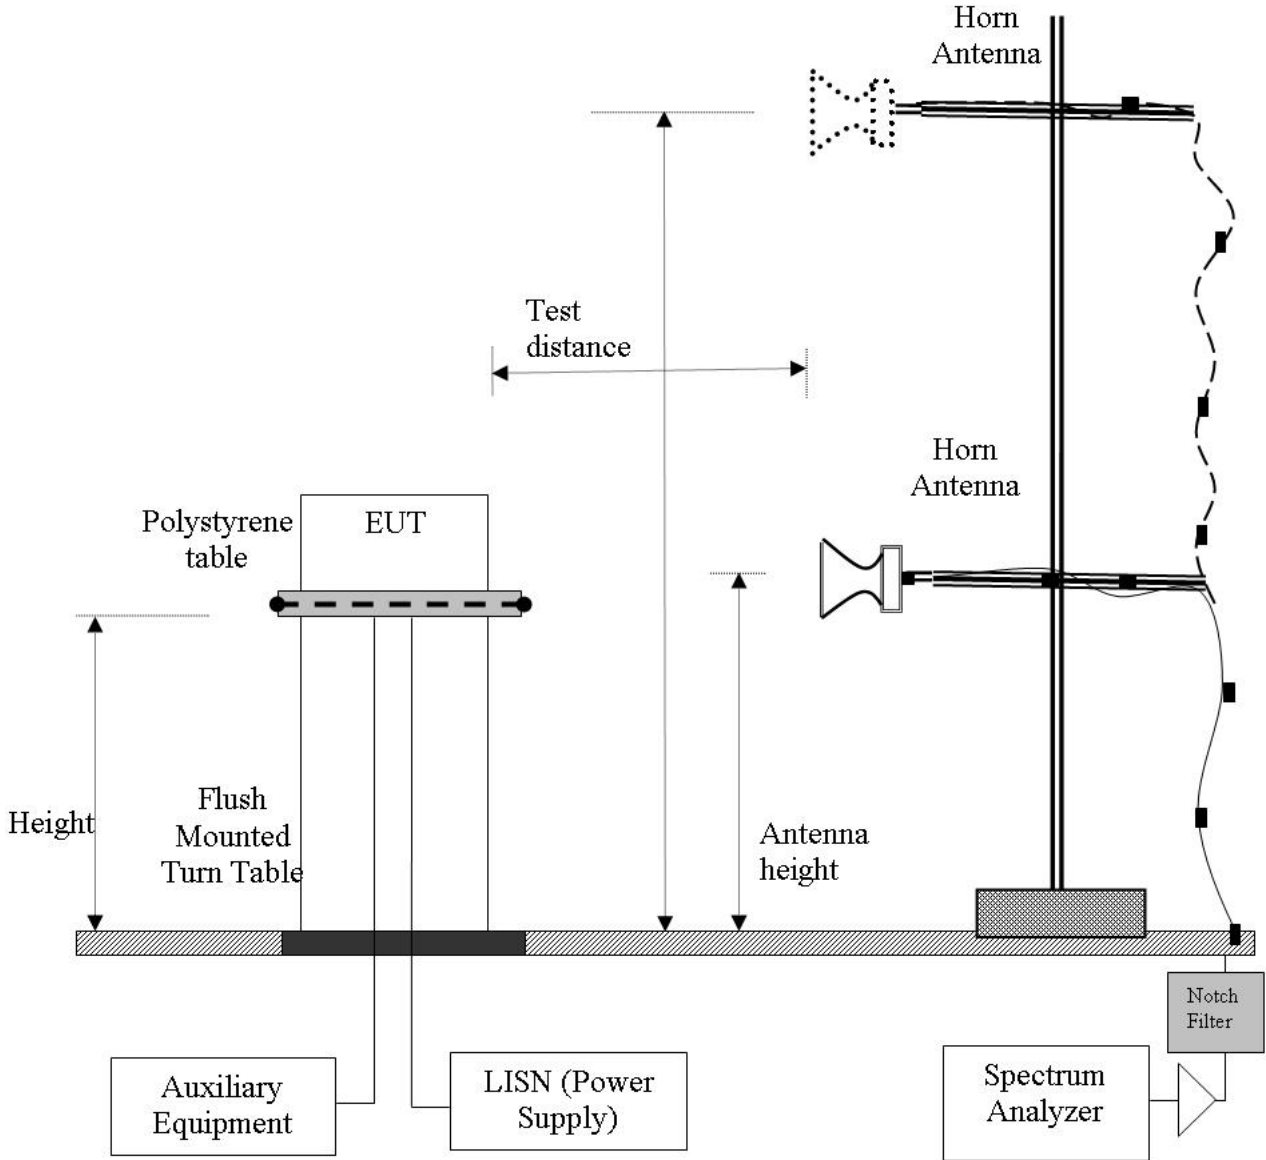 Horn
Antenna
Test
distance
Horn
Antenna
Polystyrene
table
EUT
Height
Flush
Mounted
Turn Table
Antenna
height
Notch
Filter
Auxiliary
Equipment
LISN (Power
Supply)
Spectrum
Analyzer